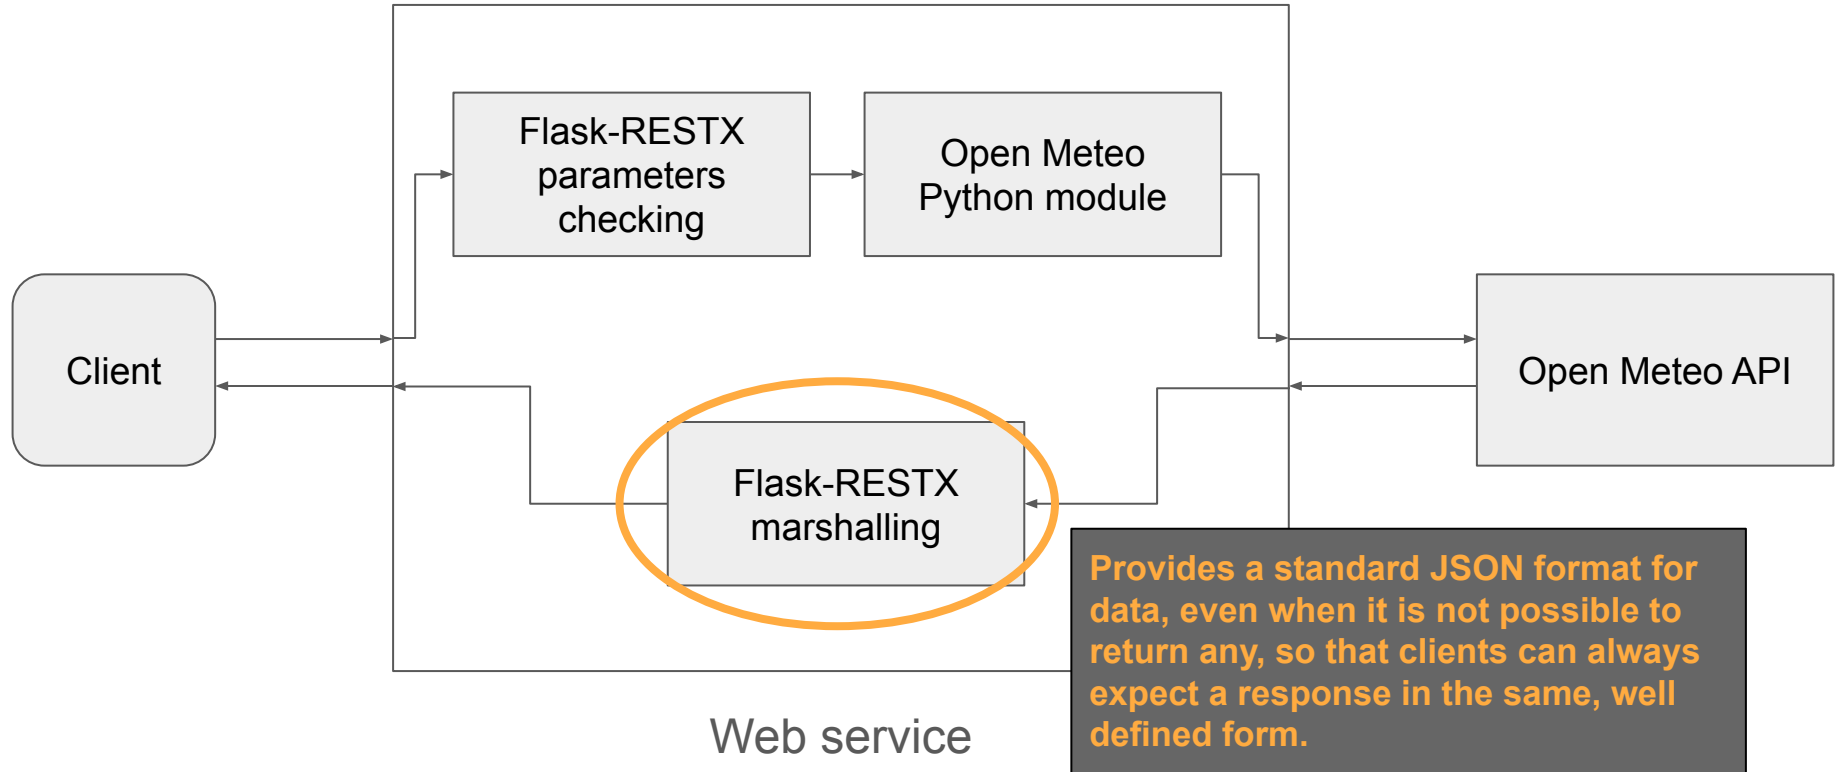 Flask-RESTX
parameters
checking
Open Meteo
Python module
Client
Open Meteo API
Flask-RESTX
marshalling
Provides a standard JSON format for
data, even when it is not possible to
return any, so that clients can always
expect a response in the same, well
defined form.
Web service